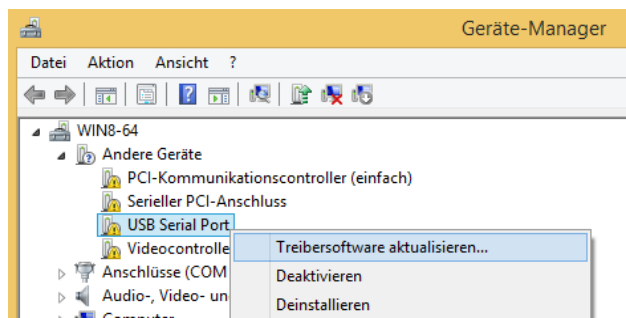 Geräte-Manager
Datei Aktion Ansicht ?
WIN8-64
Andere Geräte
PCI-Kommunikationscontroller (einfach)
Serieller PCI-Anschluss
USB Serial Port
Videocontrolle
Treibersoftware aktualisieren...
Anschlüsse (COM
Deaktivieren
Audio-, Video- un
Deinstallieren
Computer